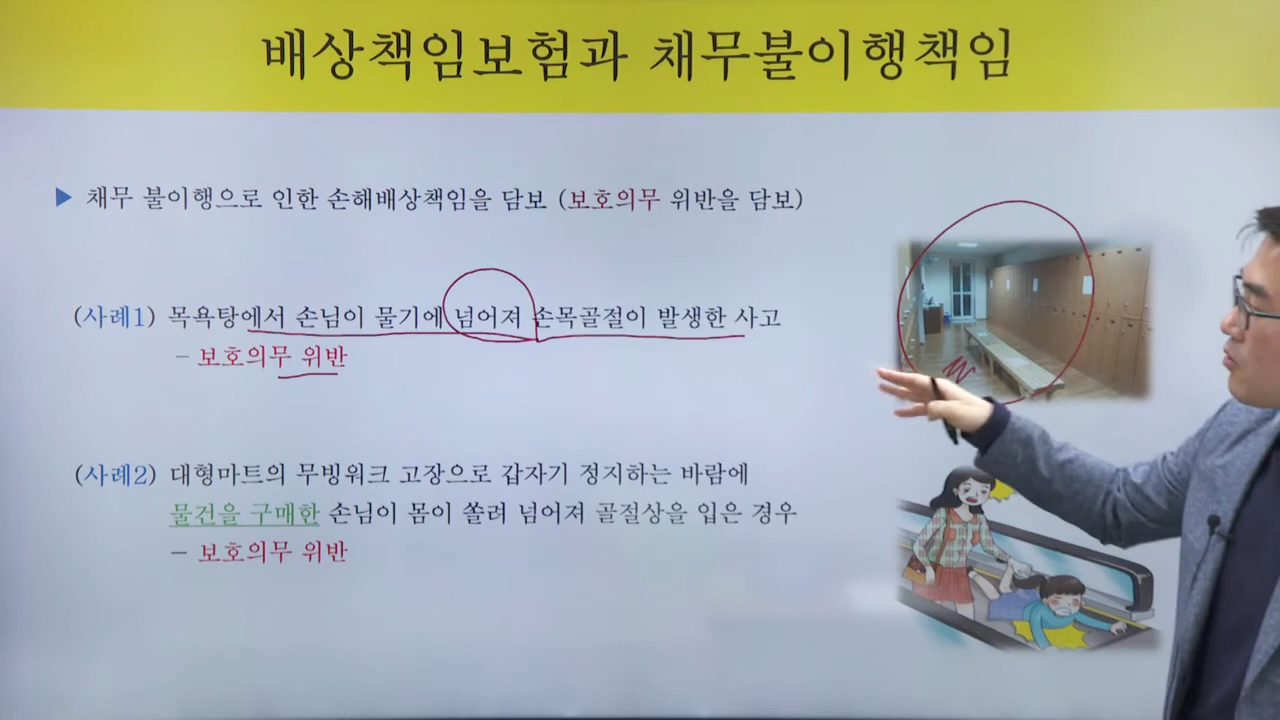 배상책임보험과 채무불이행책임
▶ 채무 불이행으로 인한 손해배상책임을 담보 (보호의무 위반을 담보)
(사례1) 목욕탕에서 손님이 물기에 넘어져 손목골절이 발생한 사고
- 보호의무 위반
(사례2) 대형마트의 무빙워크 고장으로 갑자기 정지하는 바람에
물건을 구매한 손님이 몸이 쏠려 넘어져 골절상을 입은 경우
- 보호의무 위반